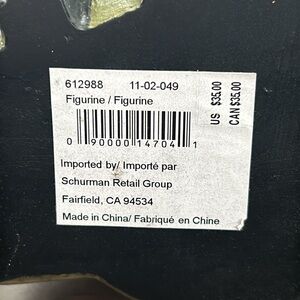 612988 11-02-049
Figurine / Figurine
US $35.00
CAN $35.00
0 90000 14704 1
Imported by/ Importé par
Schurman Retail Group
Fairfield, CA 94534
Made in China/ Fabriqué en Chine